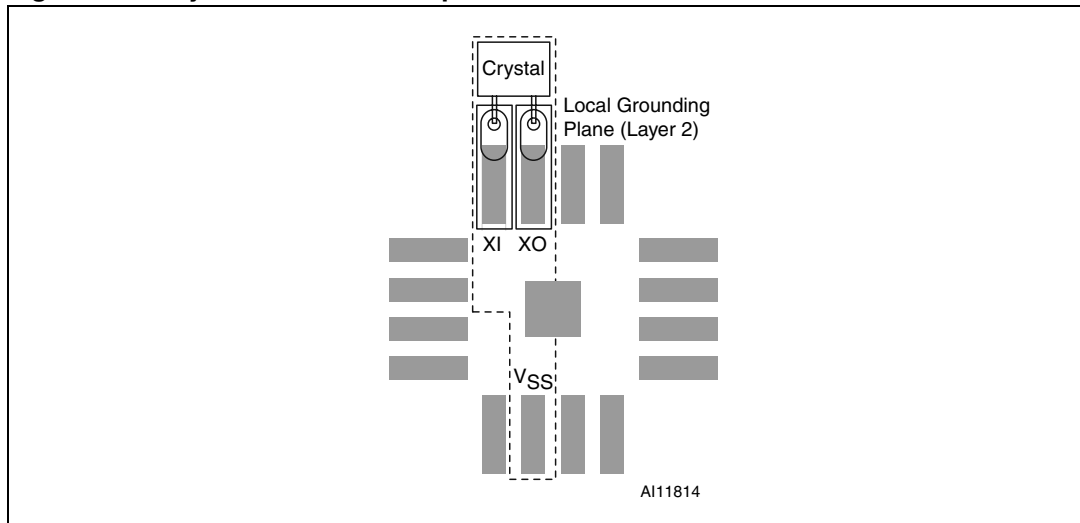 Crystal
Local Grounding
Plane (Layer 2)
XI XO
VSS
AI11814